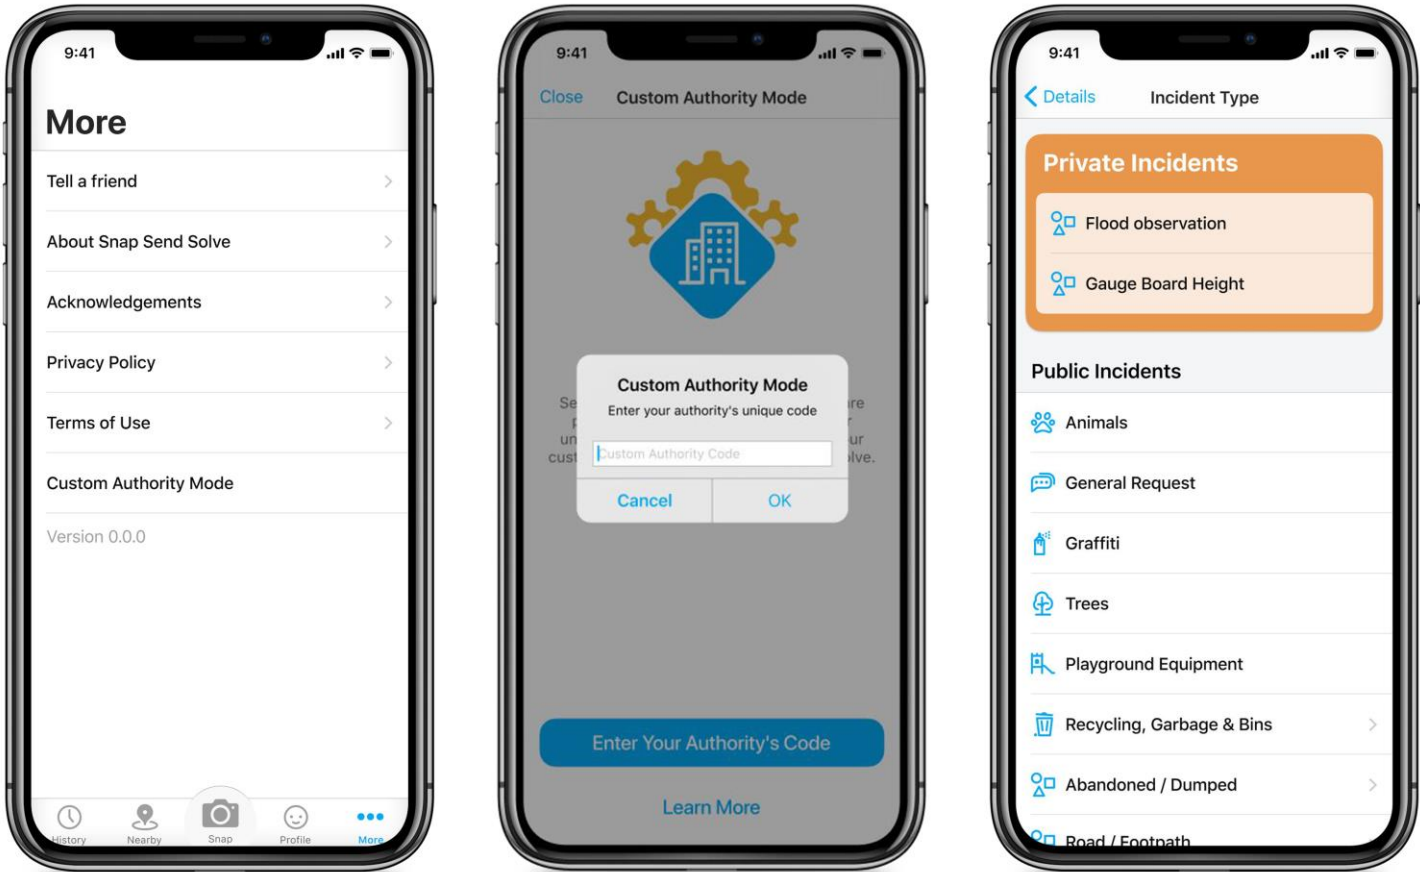 9:41
More
Tell a friend
About Snap Send Solve
Acknowledgements
Privacy Policy
Terms of Use
Custom Authority Mode
Version 0.0.0
History
Nearby
Snap
Profile
More
9:41
Close
Custom Authority Mode
Custom Authority Mode
Enter your authority's unique code
Custom Authority Code
Cancel
OK
Enter Your Authority's Code
Learn More
9:41
Details
Incident Type
Private Incidents
Flood observation
Gauge Board Height
Public Incidents
Animals
General Request
Graffiti
Trees
Playground Equipment
Recycling, Garbage & Bins
Abandoned / Dumped
Road / Footpath